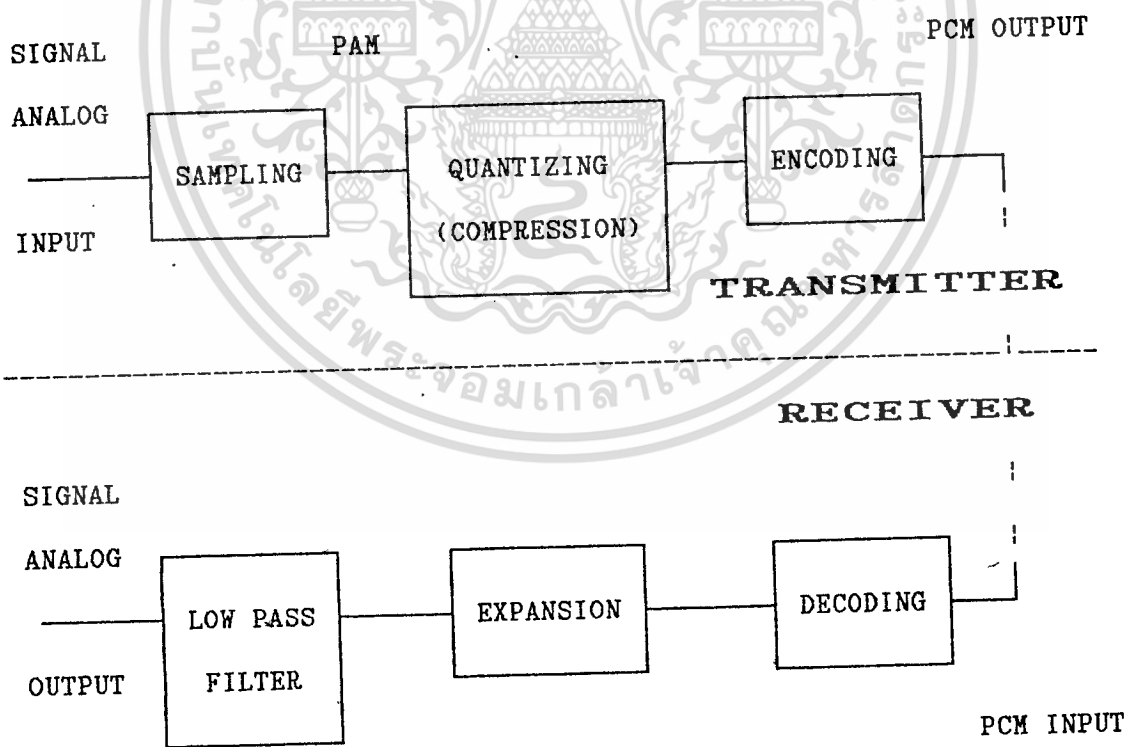 SIGNAL
PAM
PCM OUTPUT
ANALOG
SAMPLING
QUANTIZING
(COMPRESSION)
ENCODING
INPUT
TRANSMITTER
RECEIVER
SIGNAL
ANALOG
LOW PASS
FILTER
EXPANSION
DECODING
OUTPUT
PCM INPUT